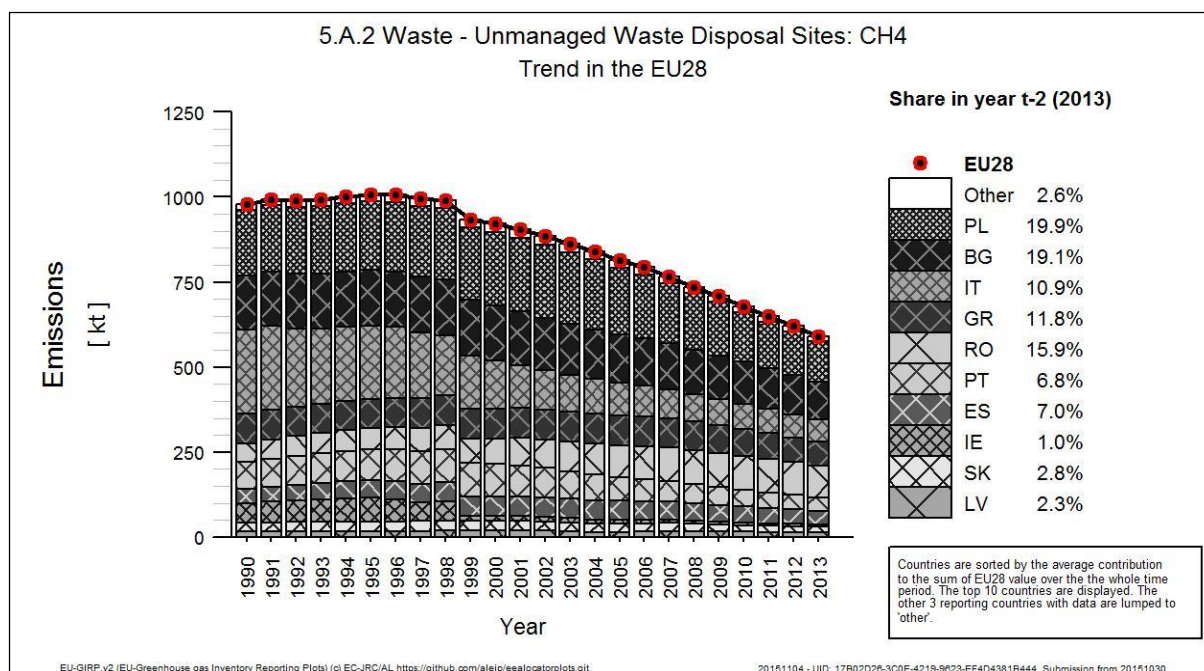 5.A.2 Waste - Unmanaged Waste Disposal Sites: CH4
Trend in the EU28
Share in year t-2 (2013)
EU28
Other 2.6%
PL 19.9%
BG 19.1%
IT 10.9%
GR 11.8%
RO 15.9%
PT 6.8%
ES 7.0%
IE 1.0%
SK 2.8%
LV 2.3%
Emissions
[ kt ]
1250
1000
750
500
250
0
1990
1991
1992
1993
1994
1995
1996
1997
1998
1999
2000
2001
2002
2003
2004
2005
2006
2007
2008
2009
2010
2011
2012
2013
Year
Countries are sorted by the average contribution
to the sum of EU28 value over the the whole time
period. The top 10 countries are displayed. The
other 3 reporting countries with data are lumped to
'other'.
EU-GIRP.v2 (EU-Greenhouse gas Inventory Reporting Plots) (c) EC-JRC/AL https://github.com/aleip/eealocatorplots.git
20151104 - UID: 17B02D26-3C0F-4219-9623-FF4D4381B444. Submission from 20151030